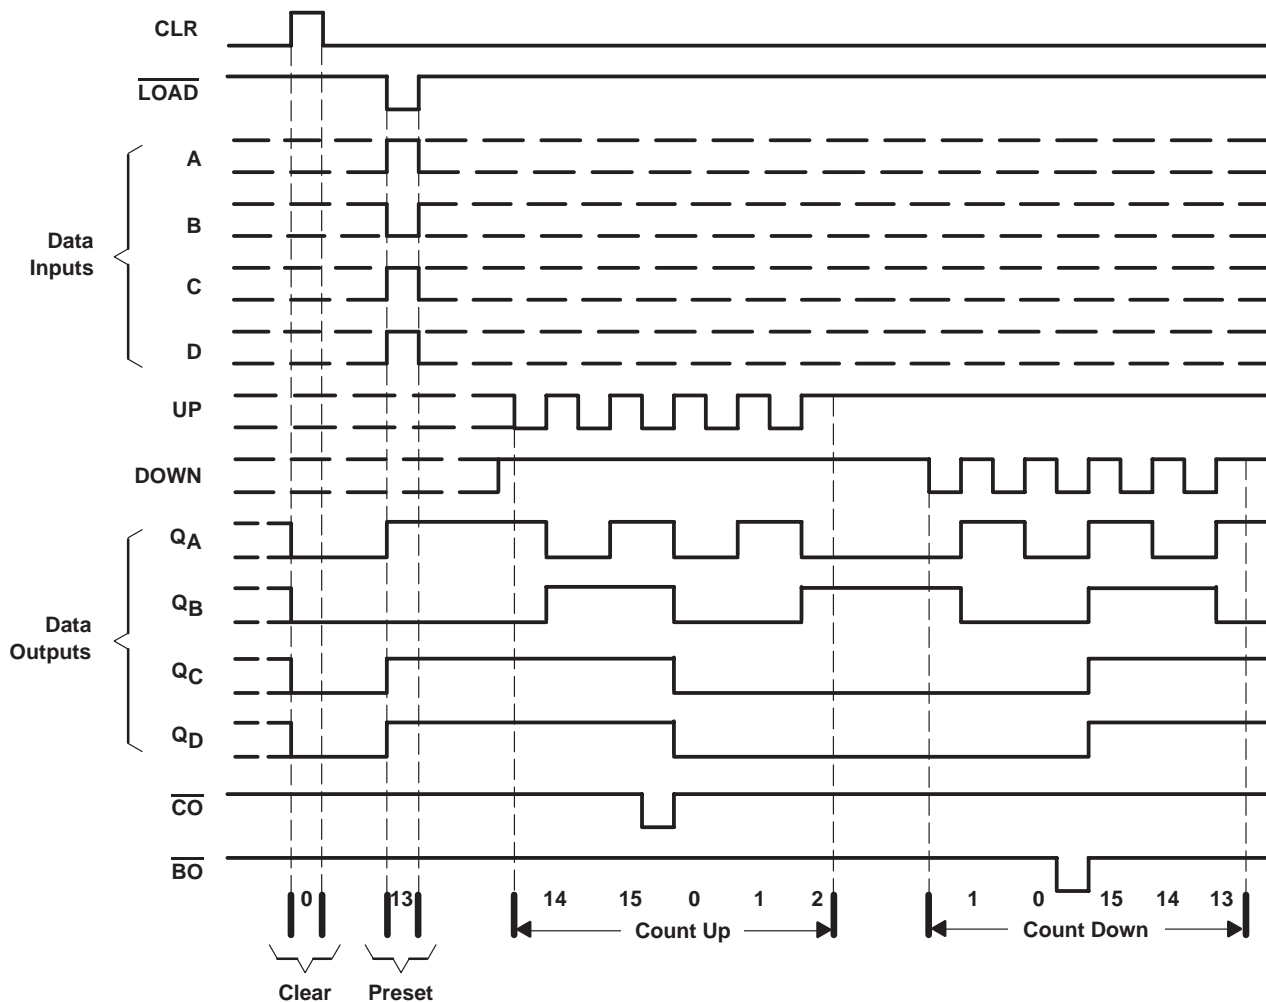 CLR
LOAD
A
B
Data
Inputs
C
D
UP
DOWN
QA
QB
Data
Outputs
QC
QD
CO
BO
0 13 14 15 0 1 2 1 0 15 14 13
Count Up Count Down
Clear Preset